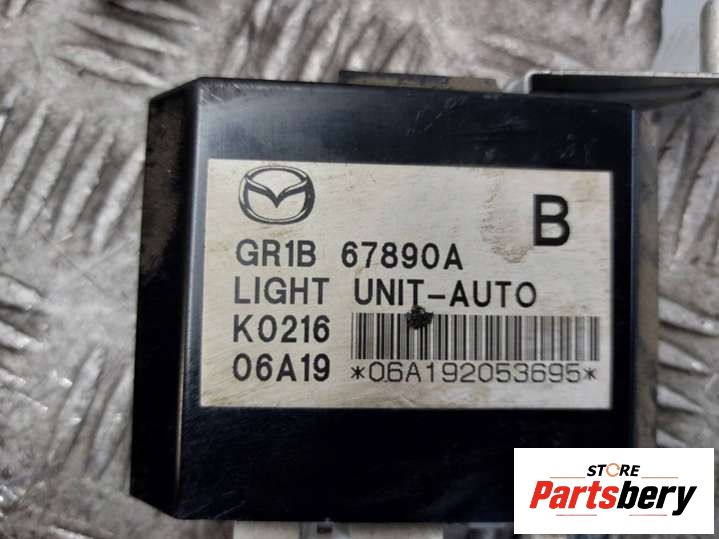 B
GR1B 67890A
LIGHT UNIT-AUTO
K0216
06A19 *06A192053695*
STORE
Partsbery